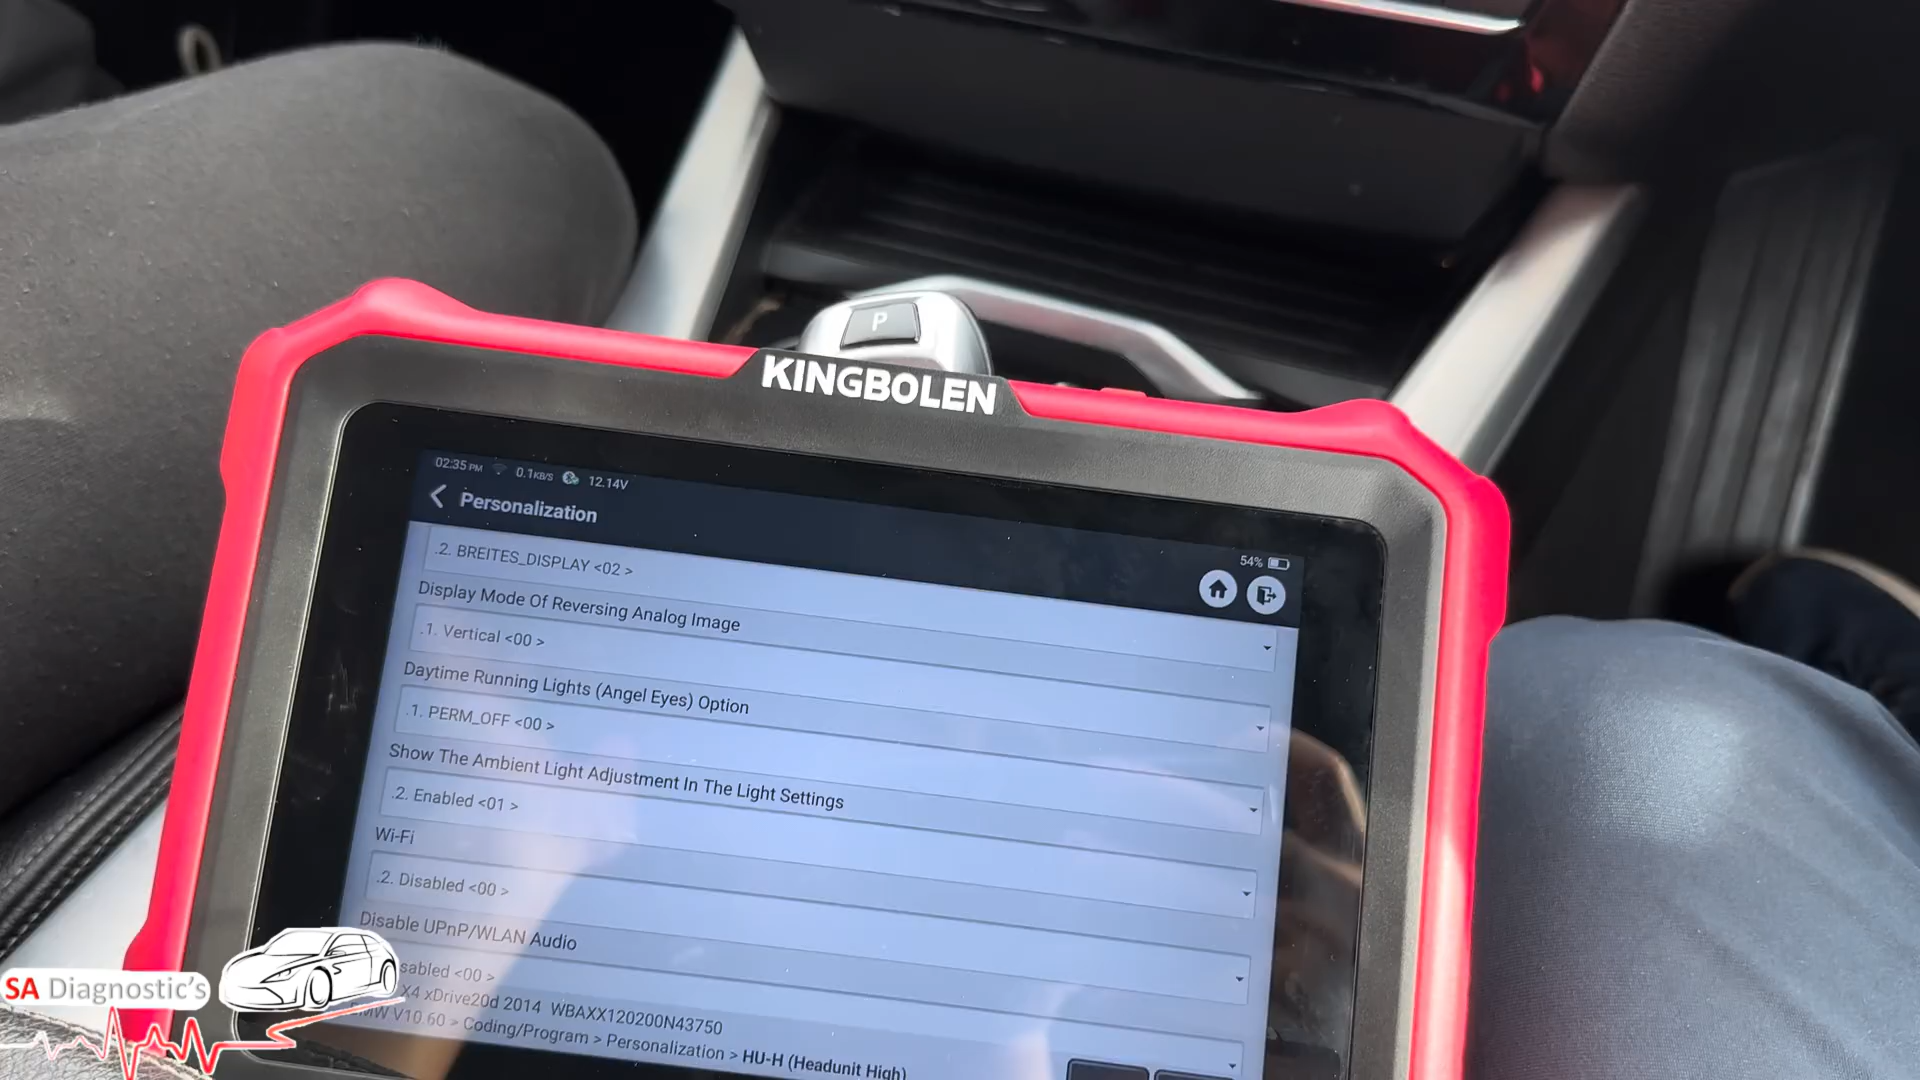 P
KINGBOLEN
02:35 PM 0.1KB/S 12.14V
54%
Personalization
.2. BREITES_DISPLAY <02 >
Display Mode Of Reversing Analog Image
.1. Vertical <00 >
Daytime Running Lights (Angel Eyes) Option
.1. PERM_OFF <00 >
Show The Ambient Light Adjustment In The Light Settings
.2. Enabled <01 >
Wi-Fi
.2. Disabled <00 >
Disable UPnP/WLAN Audio
sabled <00 >
X4 xDrive20d 2014 WBAXX120200N43750
MW V10.60 > Coding/Program > Personalization > HU-H (Headunit High)
SA Diagnostic's